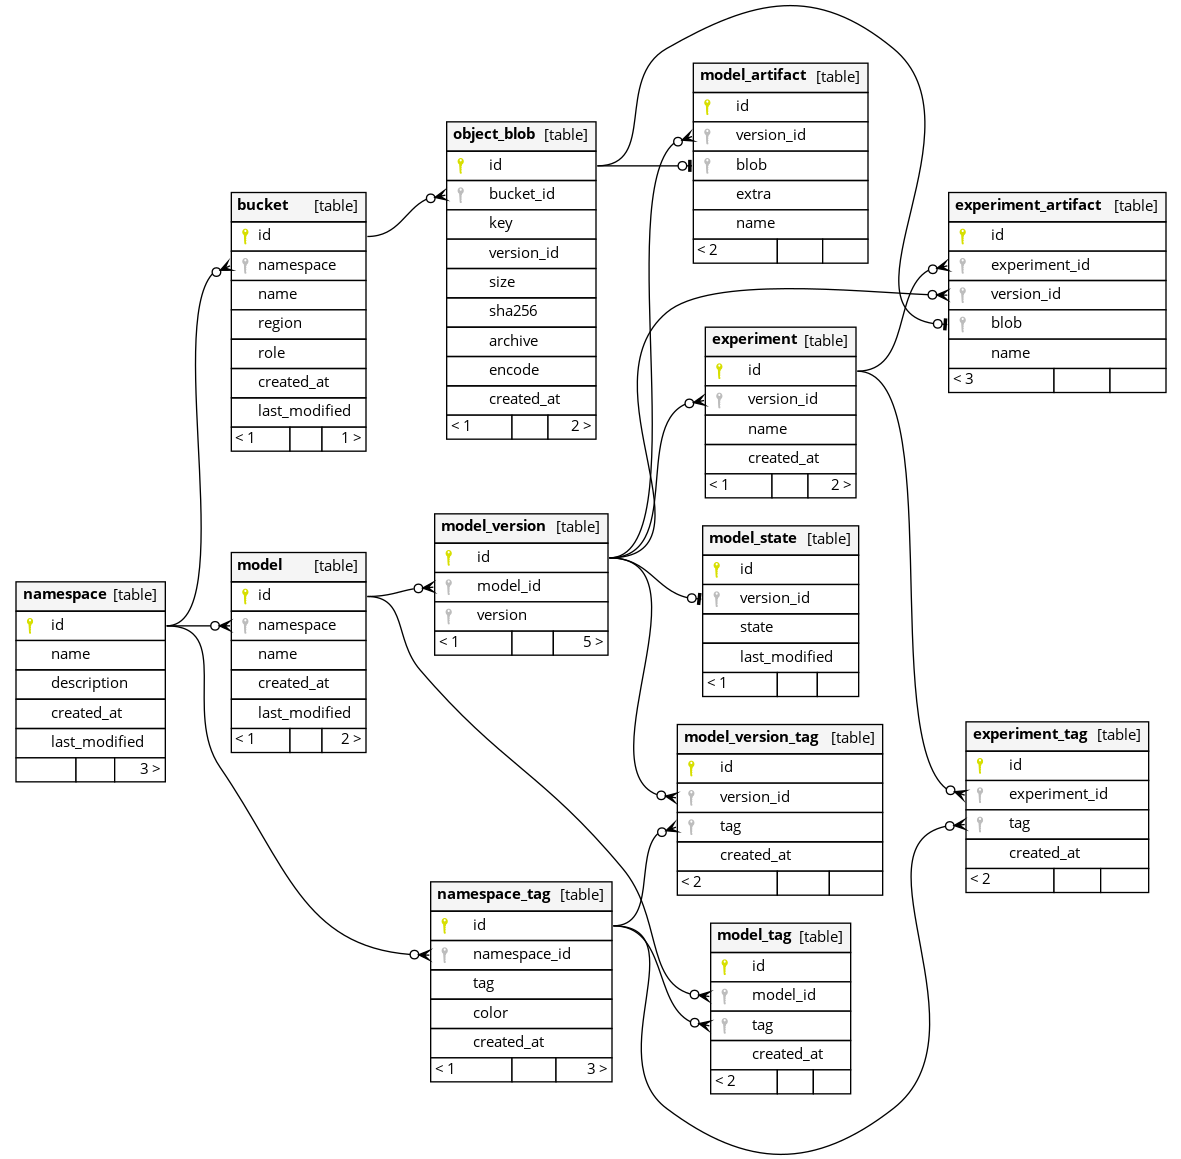 model_artifact [table]
id
version_id
blob
extra
name
< 2
object_blob [table]
id
bucket_id
key
version_id
size
sha256
archive
encode
created_at
< 1 2 >
bucket [table]
id
namespace
name
region
role
created_at
last_modified
< 1 1 >
experiment_artifact [table]
id
experiment_id
version_id
blob
name
< 3
experiment [table]
id
version_id
name
created_at
< 1 2 >
model_version [table]
id
model_id
version
< 1 5 >
model_state [table]
id
version_id
state
last_modified
< 1
model [table]
id
namespace
name
created_at
last_modified
< 1 2 >
namespace [table]
id
name
description
created_at
last_modified
3 >
model_version_tag [table]
id
version_id
tag
created_at
< 2
experiment_tag [table]
id
experiment_id
tag
created_at
< 2
namespace_tag [table]
id
namespace_id
tag
color
created_at
< 1 3 >
model_tag [table]
id
model_id
tag
created_at
< 2